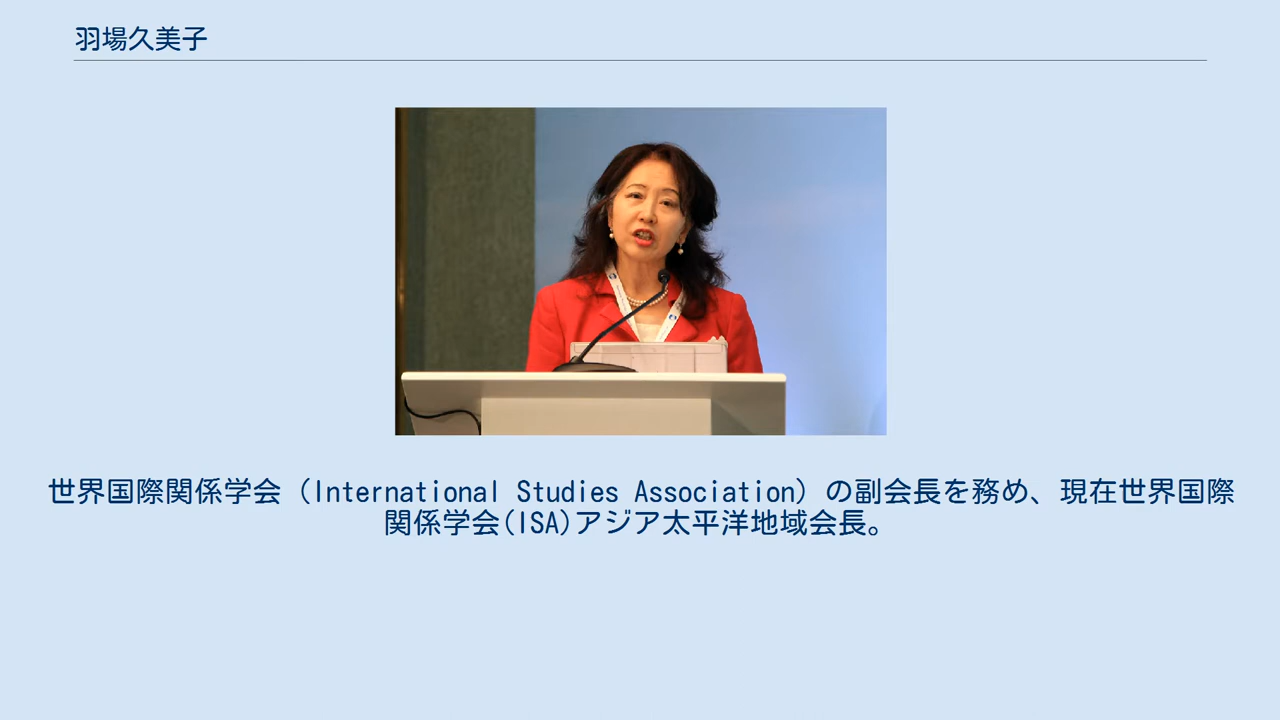 羽場久美子
世界国際関係学会（International Studies Association）の副会長を務め、現在世界国際
関係学会(ISA)アジア太平洋地域会長。